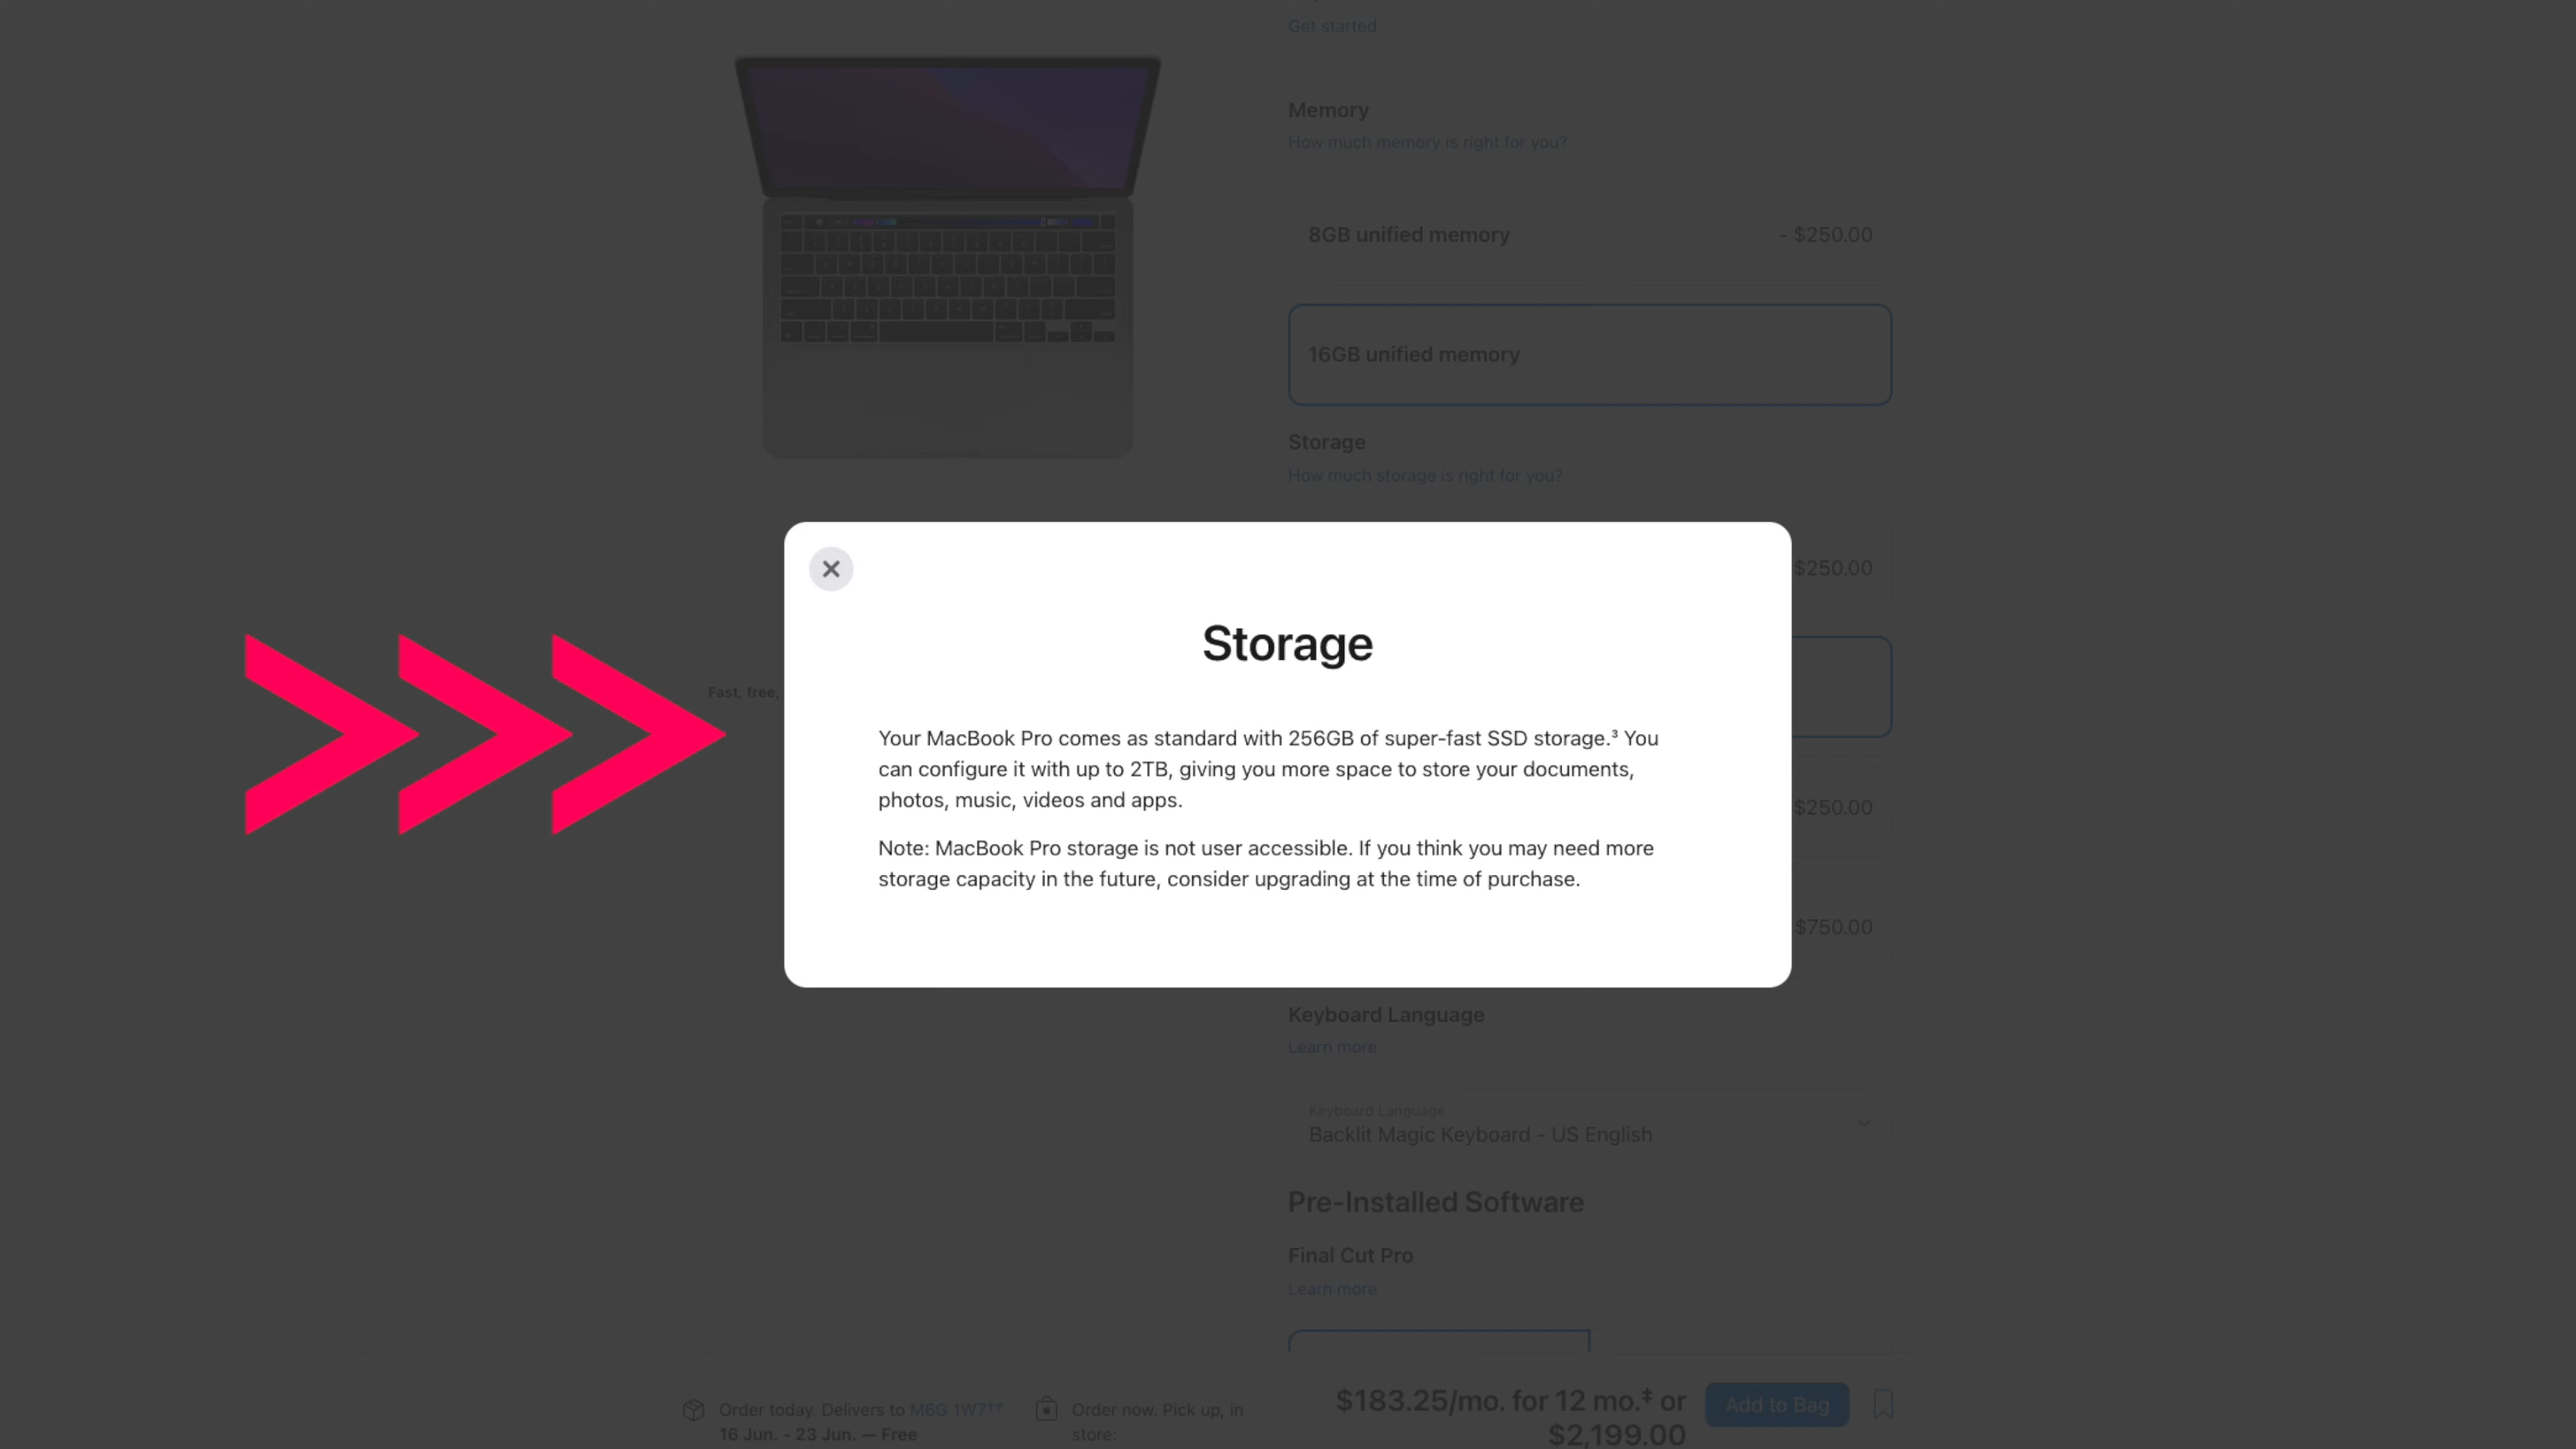 Get started
Memory
How much memory is right for you?
8GB unified memory
- $250.00
16GB unified memory
Storage
How much storage is right for you?
$250.00
Storage
Fast, free,
Your MacBook Pro comes as standard with 256GB of super-fast SSD storage.³ You
can configure it with up to 2TB, giving you more space to store your documents,
photos, music, videos and apps.
$250.00
Note: MacBook Pro storage is not user accessible. If you think you may need more
storage capacity in the future, consider upgrading at the time of purchase.
$750.00
Keyboard Language
Learn more
Keyboard Language
Backlit Magic Keyboard - US English
Pre-Installed Software
Final Cut Pro
Learn more
Order today. Delivers to M6G 1W7††
16 Jun. - 23 Jun. — Free
Order now. Pick up, in
store:
$183.25/mo. for 12 mo.‡ or
$2,199.00
Add to Bag